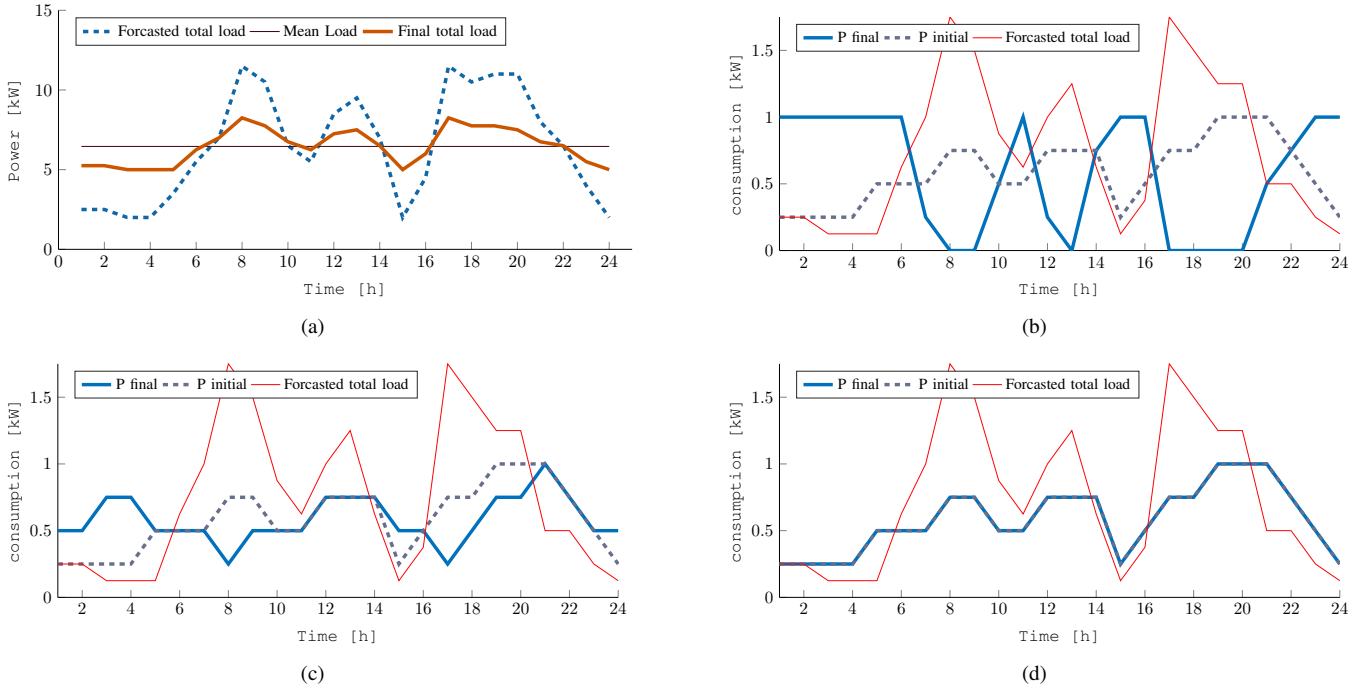 Forcasted total load Mean Load Final total load
15
10
5
0
Power [kW]
0 2 4 6 8 10 12 14 16 18 20 22 24
Time [h]
(a)
P final P initial Forcasted total load
1.5
1
0.5
0
consumption [kW]
2 4 6 8 10 12 14 16 18 20 22 24
Time [h]
(b)
P final P initial Forcasted total load
1.5
1
0.5
0
consumption [kW]
2 4 6 8 10 12 14 16 18 20 22 24
Time [h]
(c)
P final P initial Forcasted total load
1.5
1
0.5
0
consumption [kW]
2 4 6 8 10 12 14 16 18 20 22 24
Time [h]
(d)